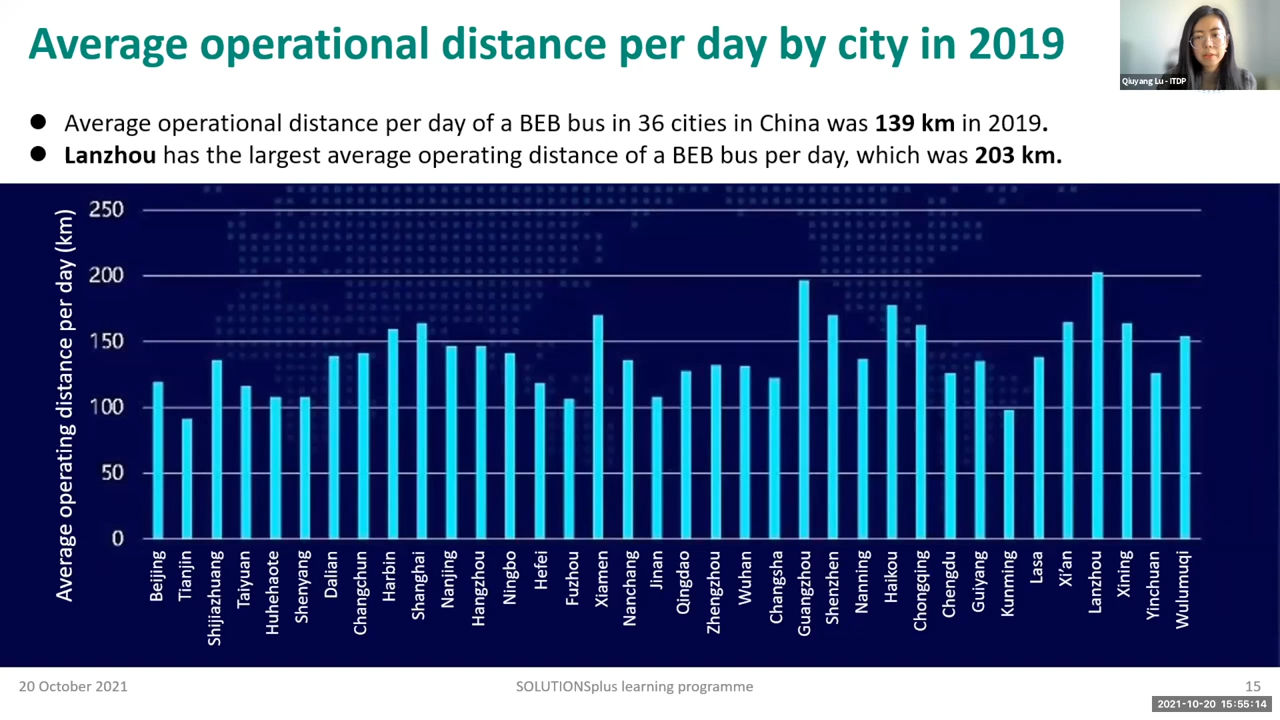 Average operational distance per day by city in 2019
Qiuyang Lu - ITDP
● Average operational distance per day of a BEB bus in 36 cities in China was 139 km in 2019.
● Lanzhou has the largest average operating distance of a BEB bus per day, which was 203 km.
Average operating distance per day (km)
250
200
150
100
50
0
Beijing
Tianjin
Shijiazhuang
Taiyuan
Huhehaote
Shenyang
Dalian
Changchun
Harbin
Shanghai
Nanjing
Hangzhou
Ningbo
Hefei
Fuzhou
Xiamen
Nanchang
Jinan
Qingdao
Zhengzhou
Wuhan
Changsha
Guangzhou
Shenzhen
Nanning
Haikou
Chongqing
Chengdu
Guiyang
Kunming
Lasa
Xi'an
Lanzhou
Xining
Yinchuan
Wulumuqi
20 October 2021
SOLUTIONSplus learning programme
15
2021-10-20 15:55:14